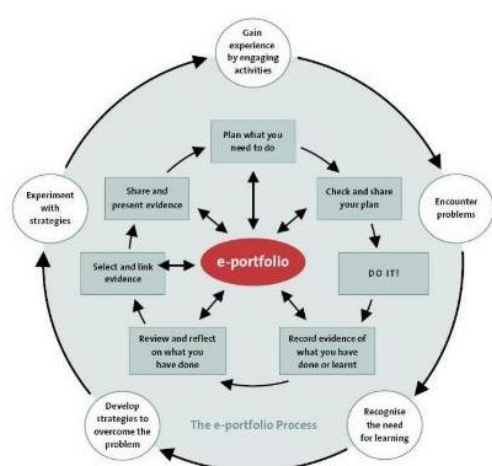 Gain
experience
by engaging
activities
Plan what you
need to do
Experiment
with
strategies
Share and
present evidence
Check and share
your plan
Encounter
problems
e-portfolio
Select and link
evidence
DO IT!
Review and reflect
on what you
have done
Record evidence of
what you have
done or learnt
Develop
strategies to
overcome the
problem
The e-portfolio Process
Recognise
the need
for learning